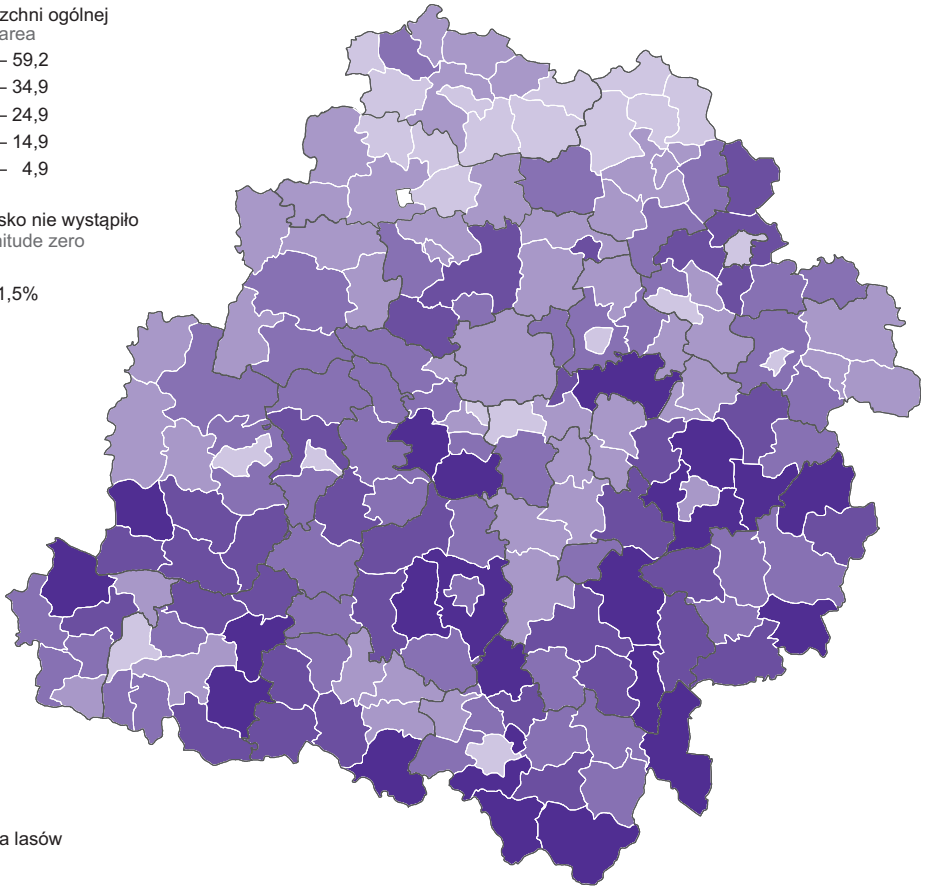 zchni ogólnej
area
– 59,2
– 34,9
– 24,9
– 14,9
– 4,9
sko nie wystąpiło
nitude zero
1,5%
a lasów